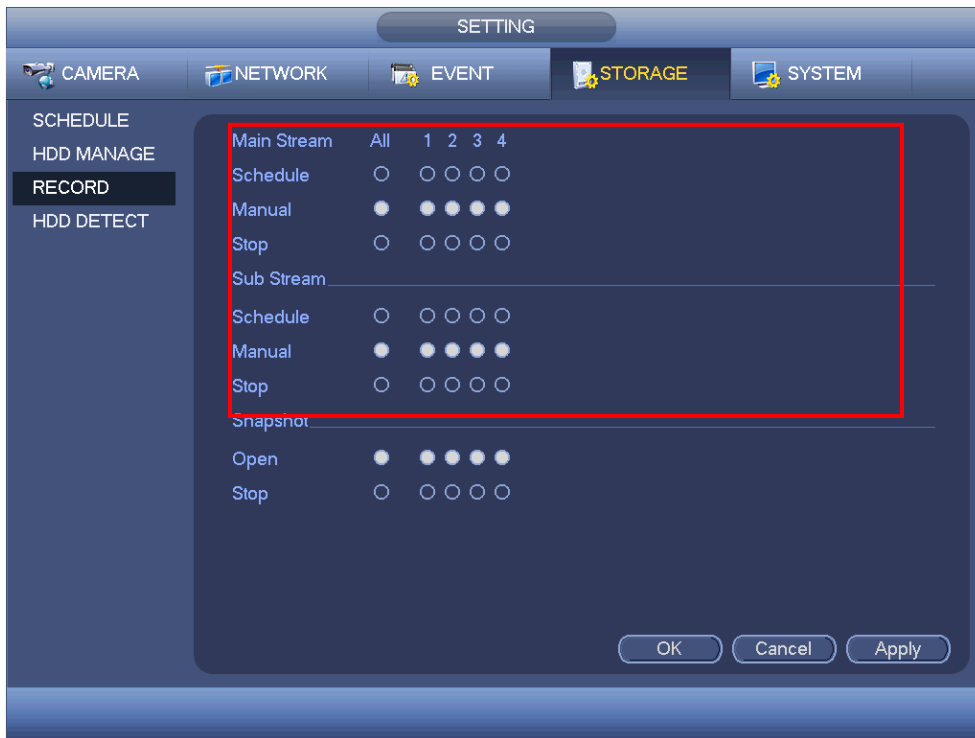 SETTING
CAMERA NETWORK EVENT STORAGE SYSTEM
SCHEDULE
HDD MANAGE
RECORD
HDD DETECT
Main Stream All 1 2 3 4
Schedule
Manual
Stop
Sub Stream
Schedule
Manual
Stop
Snapshot
Open
Stop
OK Cancel Apply